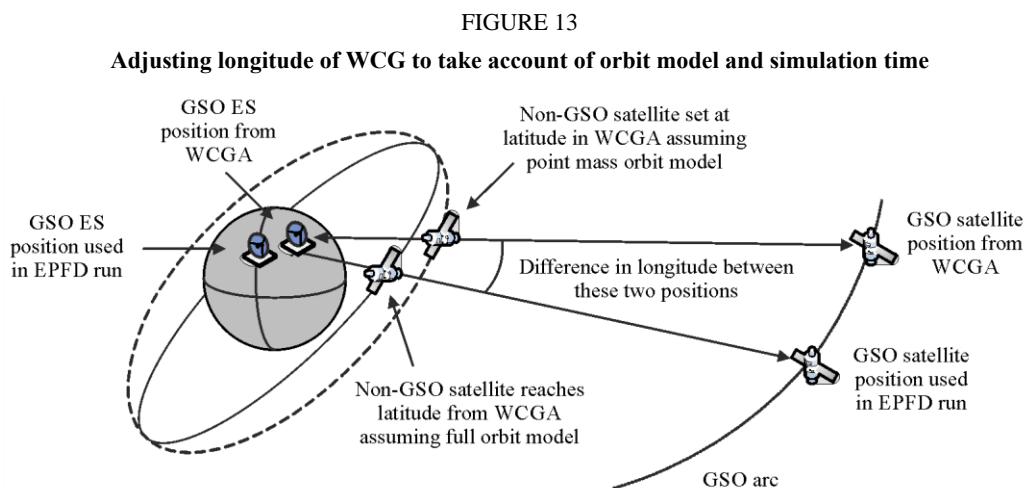 FIGURE 13
Adjusting longitude of WCG to take account of orbit model and simulation time
GSO ES
position from
WCGA
Non-GSO satellite set at
latitude in WCGA assuming
point mass orbit model
GSO ES
position used
in EPFD run
GSO satellite
position from
WCGA
Difference in longitude between
these two positions
Non-GSO satellite reaches
latitude from WCGA
assuming full orbit model
GSO satellite
position used
in EPFD run
GSO arc